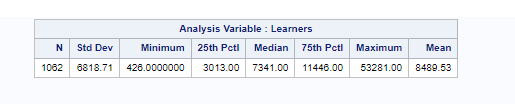 Analysis Variable : Learners
N Std Dev Minimum 25th Pctl Median 75th Pctl Maximum Mean
1062 6818.71 426.0000000 3013.00 7341.00 11446.00 53281.00 8489.53